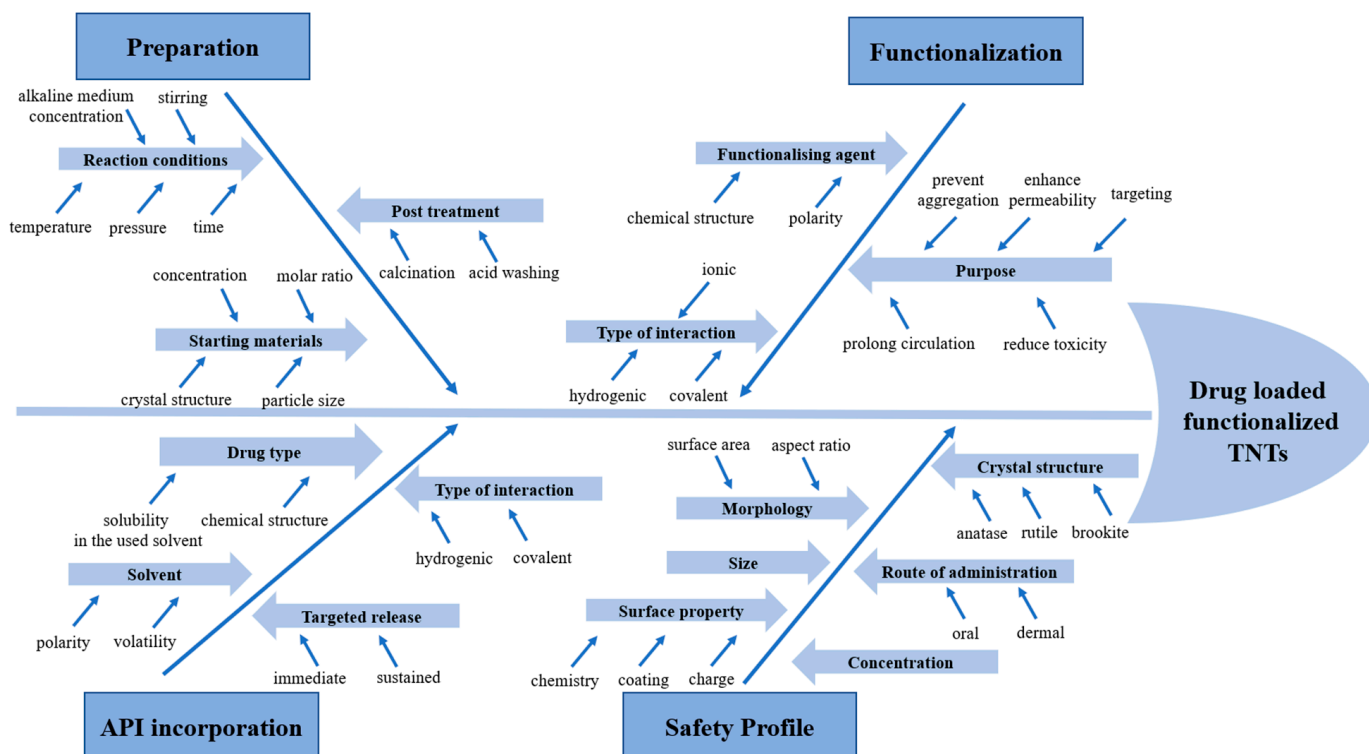 Preparation
Functionalization
alkaline medium
concentration
stirring
Reaction conditions
temperature
pressure
time
Post treatment
calcination
acid washing
concentration
molar ratio
Starting materials
crystal structure
particle size
Functionalising agent
chemical structure
polarity
prevent
aggregation
enhance
permeability
targeting
Purpose
prolong circulation
reduce toxicity
ionic
Type of interaction
hydrogenic
covalent
Drug loaded
functionalized
TNTs
Drug type
solubility
in the used solvent
chemical structure
Type of interaction
hydrogenic
covalent
Solvent
polarity
volatility
Targeted release
immediate
sustained
API incorporation
surface area
aspect ratio
Morphology
Crystal structure
anatase
rutile
brookite
Size
Route of administration
oral
dermal
Surface property
chemistry
coating
charge
Concentration
Safety Profile